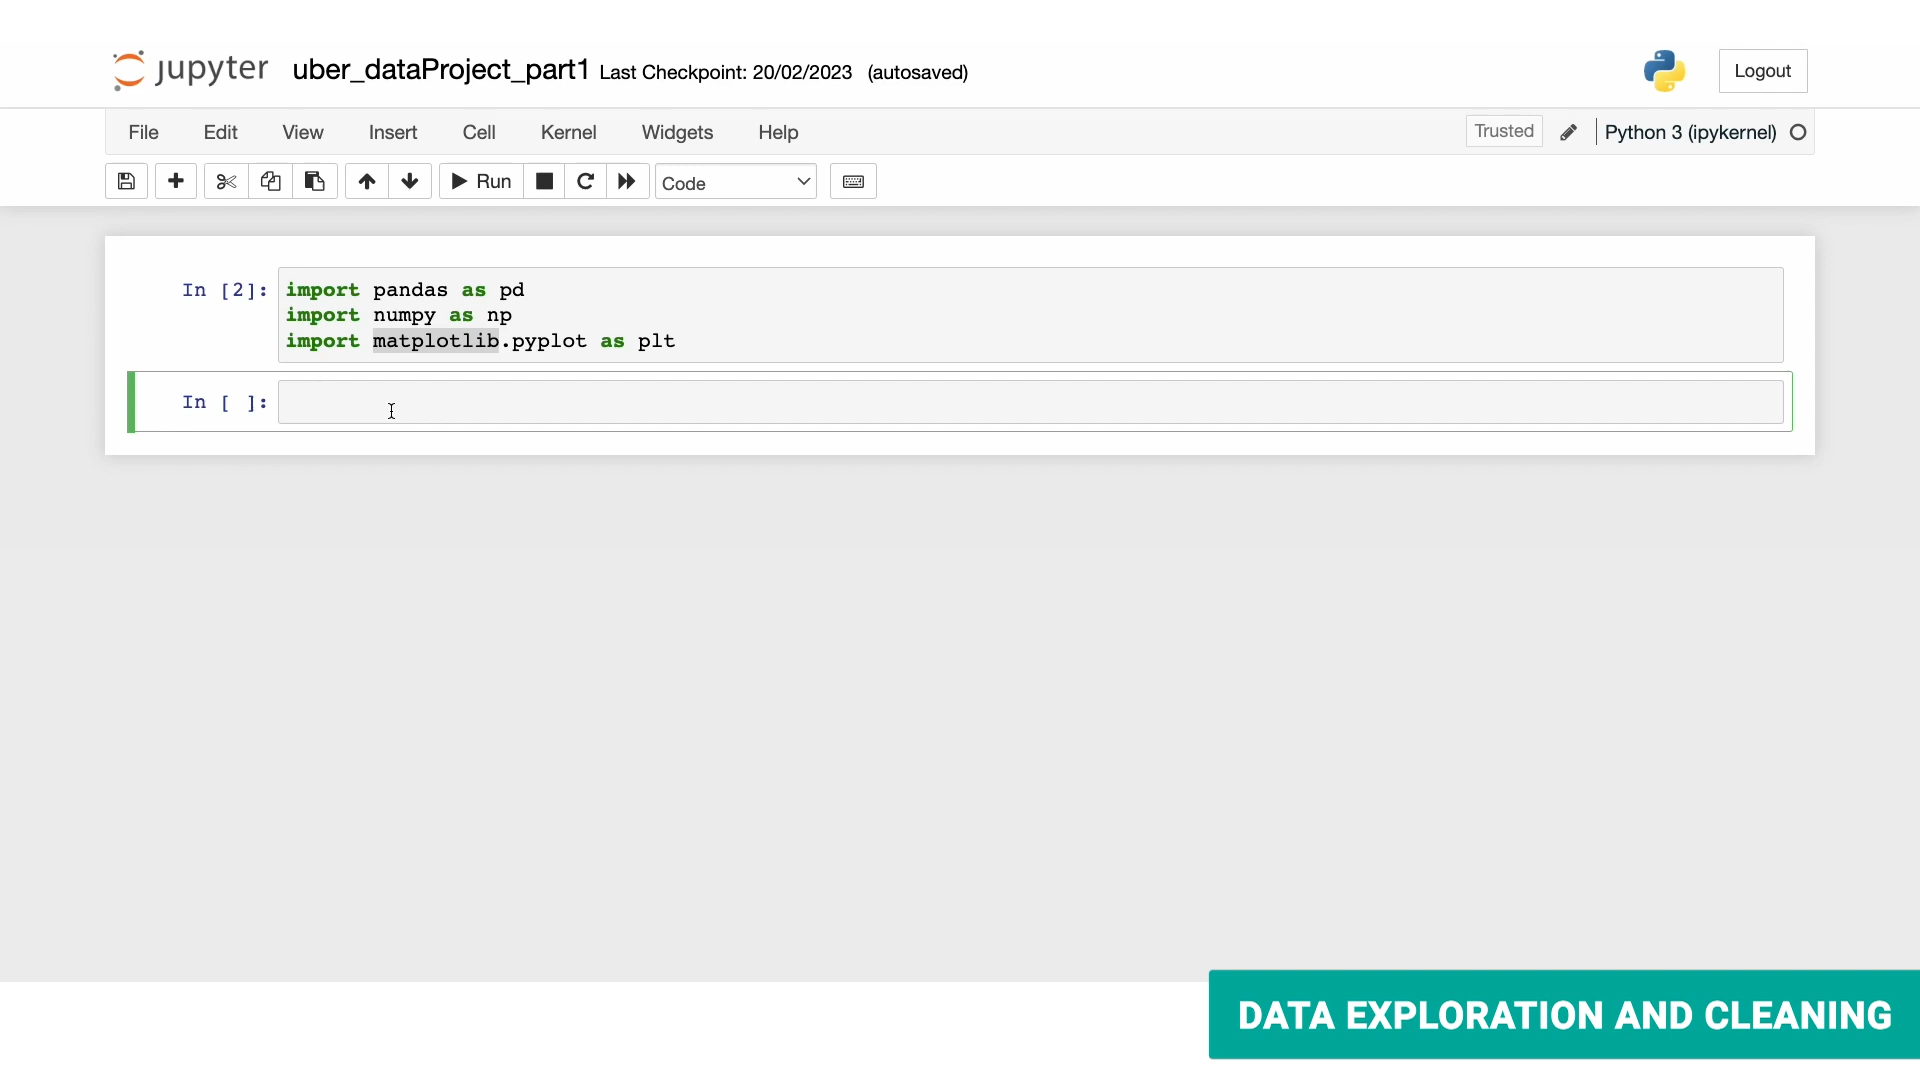 jupyter uber_dataProject_part1 Last Checkpoint: 20/02/2023 (autosaved) Logout
File Edit View Insert Cell Kernel Widgets Help Trusted Python 3 (ipykernel)
Run Code
In [2]: import pandas as pd
import numpy as np
import matplotlib.pyplot as plt
In [ ]:
DATA EXPLORATION AND CLEANING